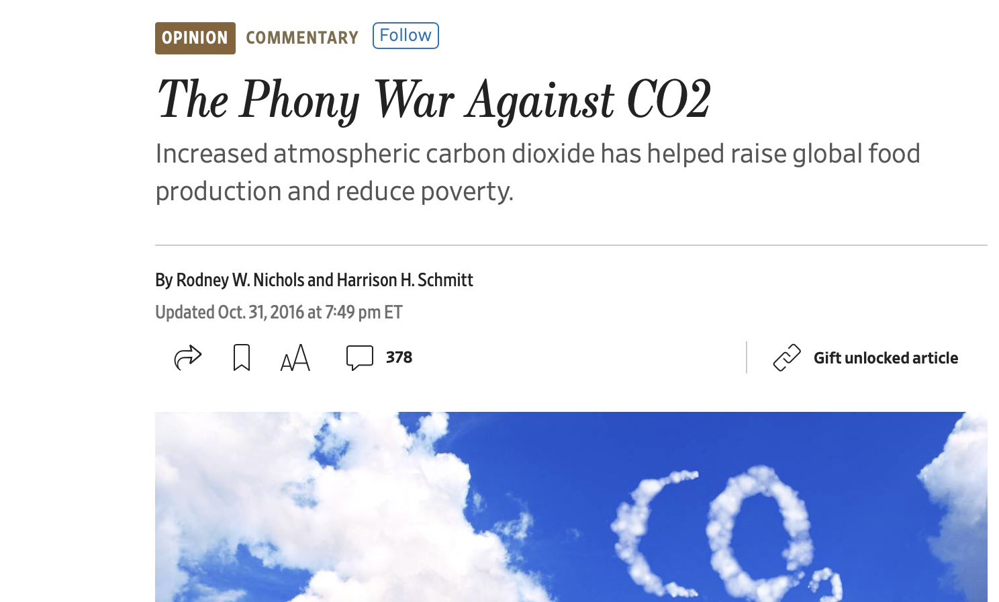 OPINION COMMENTARY Follow
The Phony War Against CO2
Increased atmospheric carbon dioxide has helped raise global food
production and reduce poverty.
By Rodney W. Nichols and Harrison H. Schmitt
Updated Oct. 31, 2016 at 7:49 pm ET
AA 378 Gift unlocked article
CO2